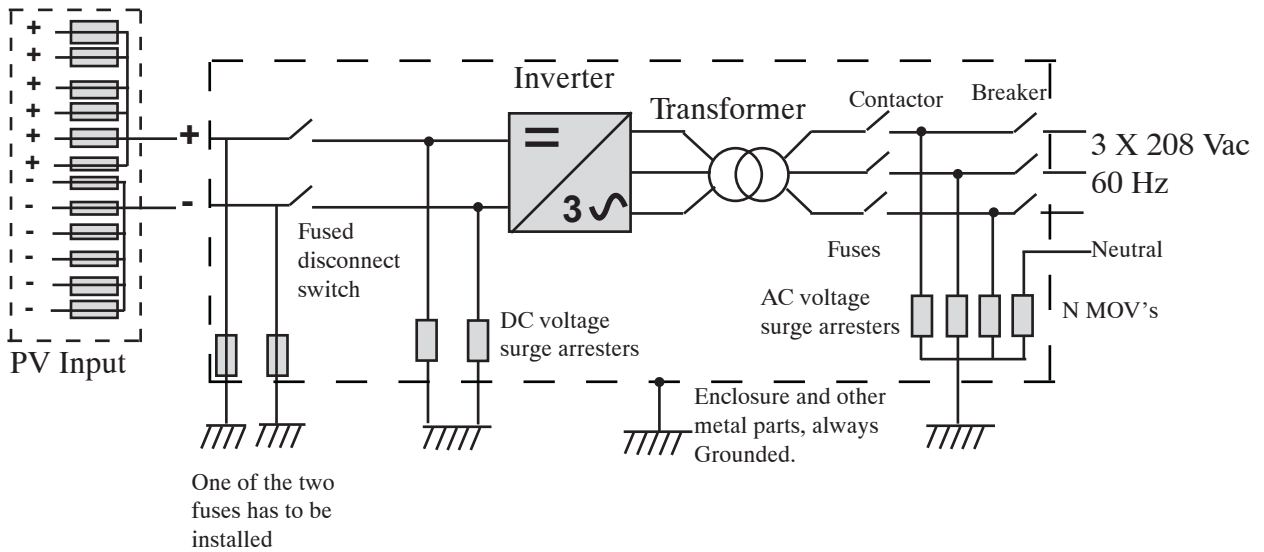 +
+
+
+
+
+
-
-
-
-
-
-
PV Input
+
-
Fused
disconnect
switch
Inverter
=
3
Transformer
Contactor
Breaker
3 X 208 Vac
60 Hz
Fuses
Neutral
AC voltage
surge arresters
N MOV's
DC voltage
surge arresters
Enclosure and other
metal parts, always
Grounded.
One of the two
fuses has to be
installed